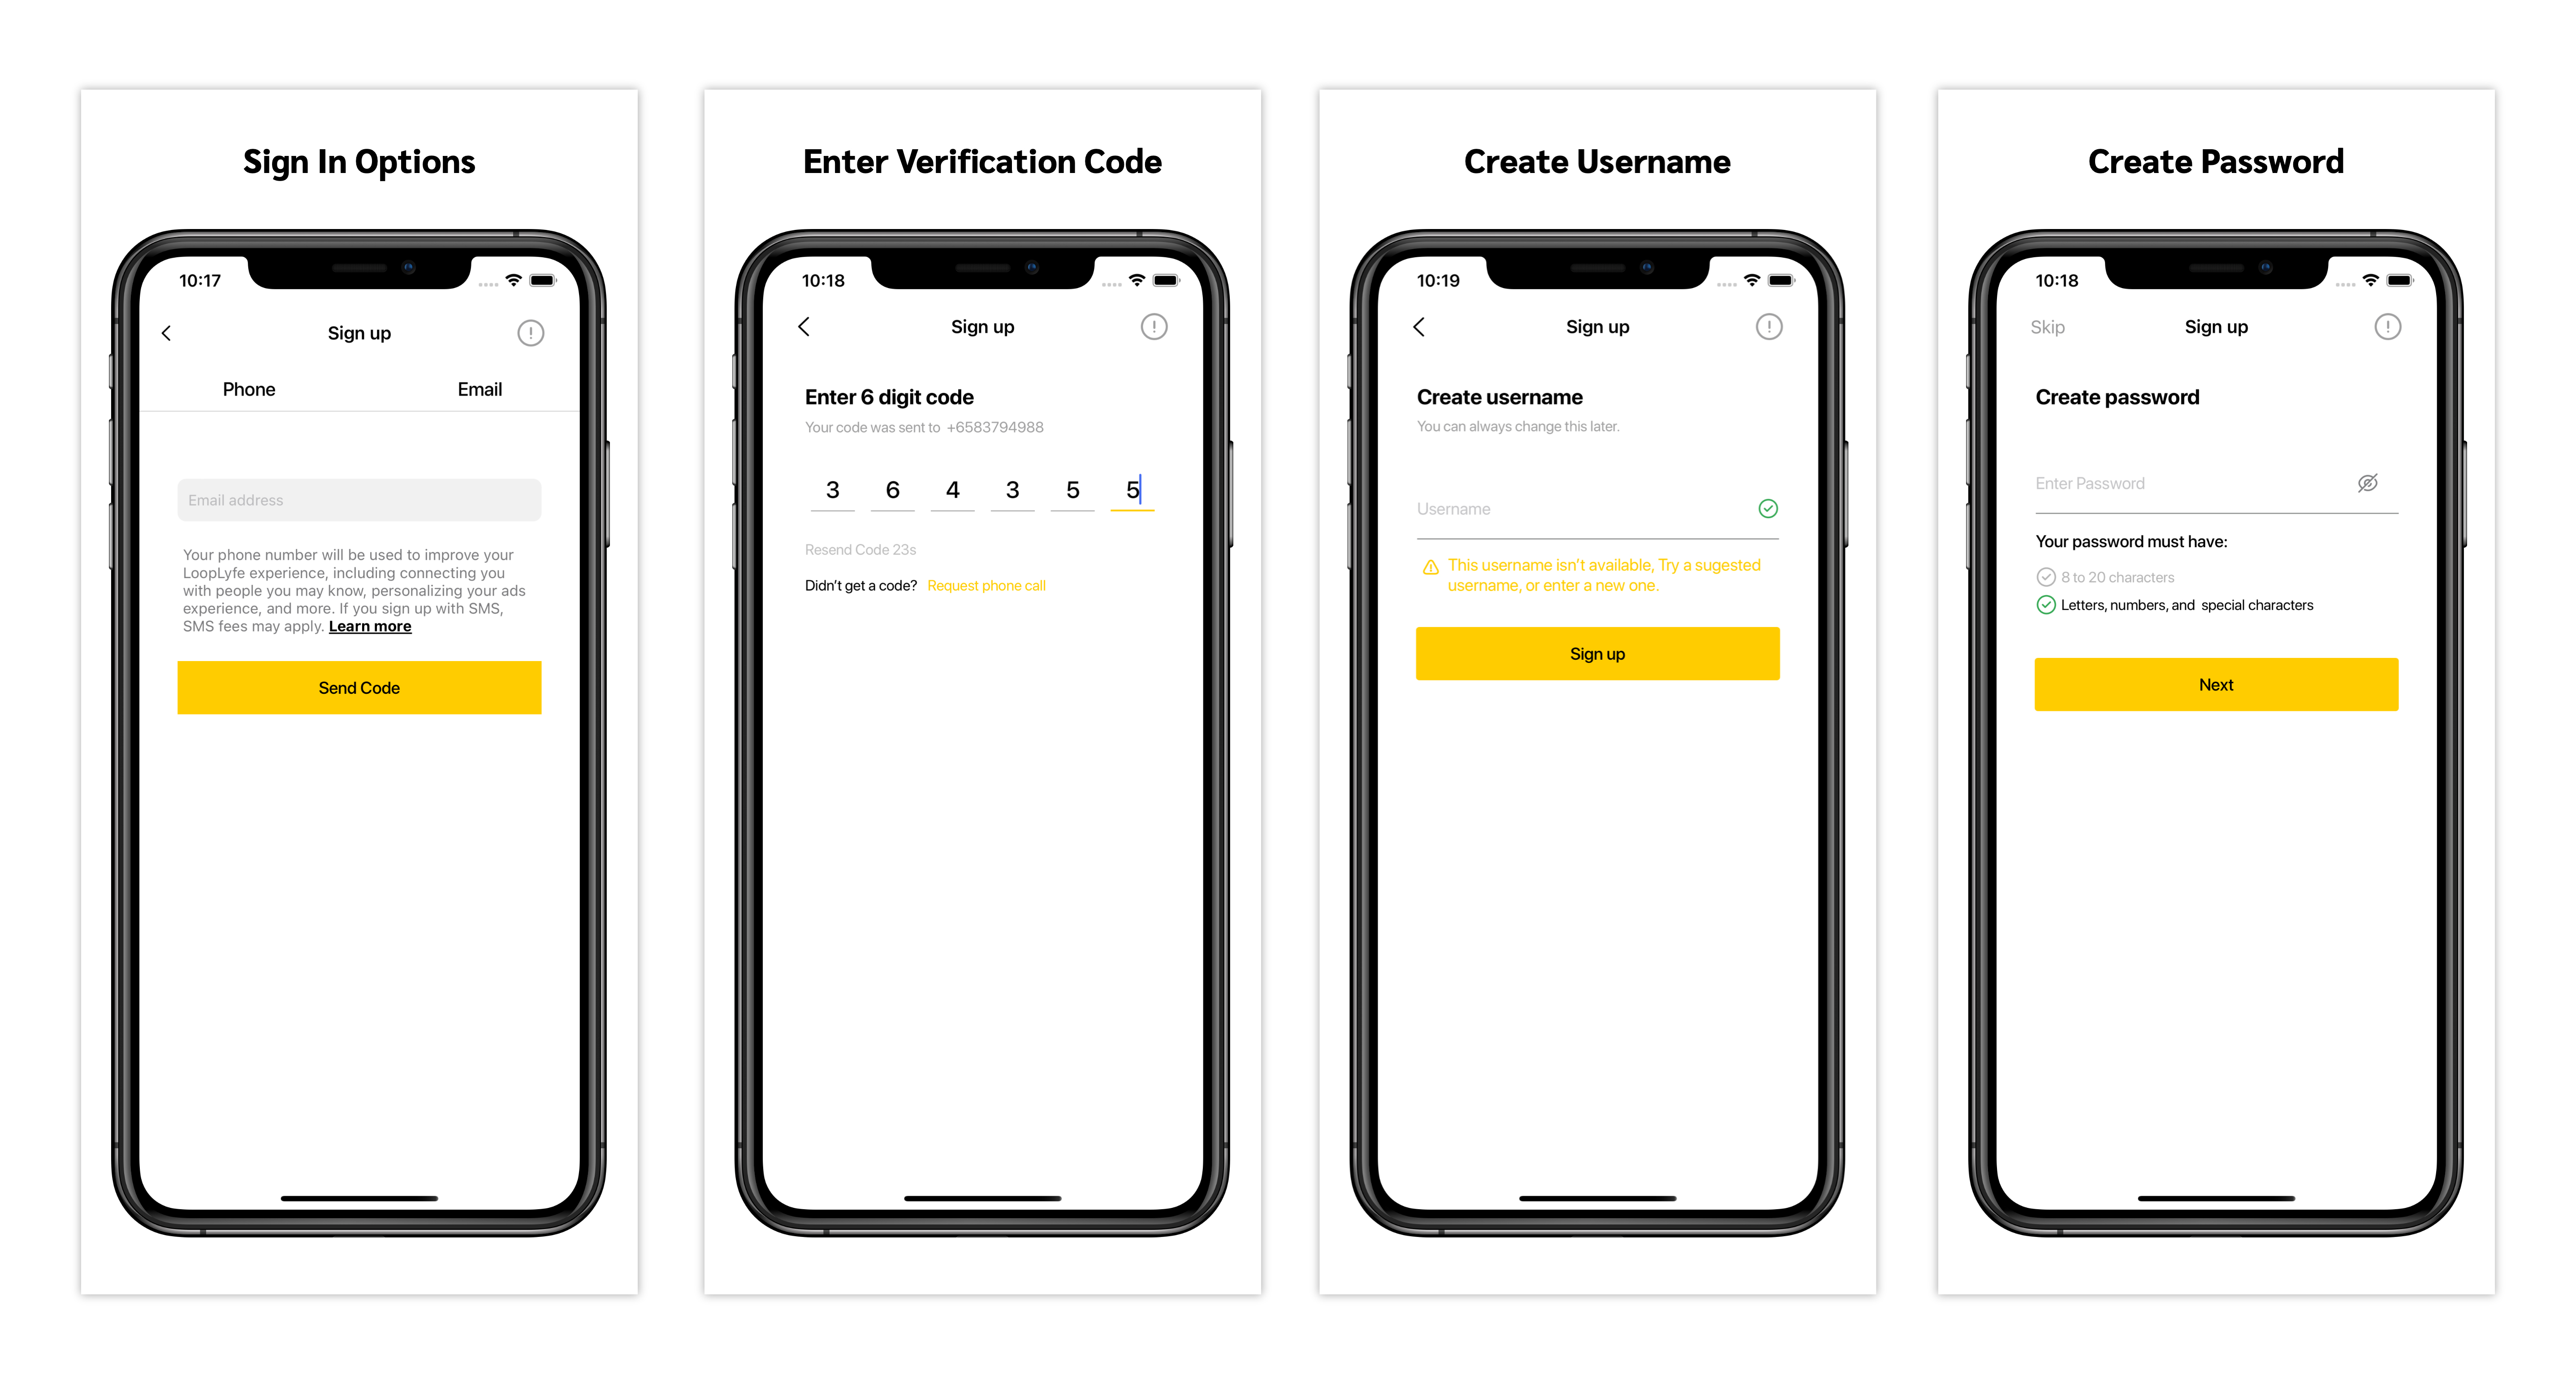 Sign In Options
10:17
Sign up
Phone
Email
Email address
Your phone number will be used to improve your
LoopLyfe experience, including connecting you
with people you may know, personalizing your ads
experience, and more. If you sign up with SMS,
SMS fees may apply. Learn more
Send Code
Enter Verification Code
10:18
Sign up
Enter 6 digit code
Your code was sent to +6583794988
3 6 4 3 5 5
Resend Code 23s
Didn't get a code? Request phone call
Create Username
10:19
Sign up
Create username
You can always change this later.
Username
This username isn't available, Try a sugested
username, or enter a new one.
Sign up
Create Password
10:18
Skip
Sign up
Create password
Enter Password
Your password must have:
8 to 20 characters
Letters, numbers, and special characters
Next